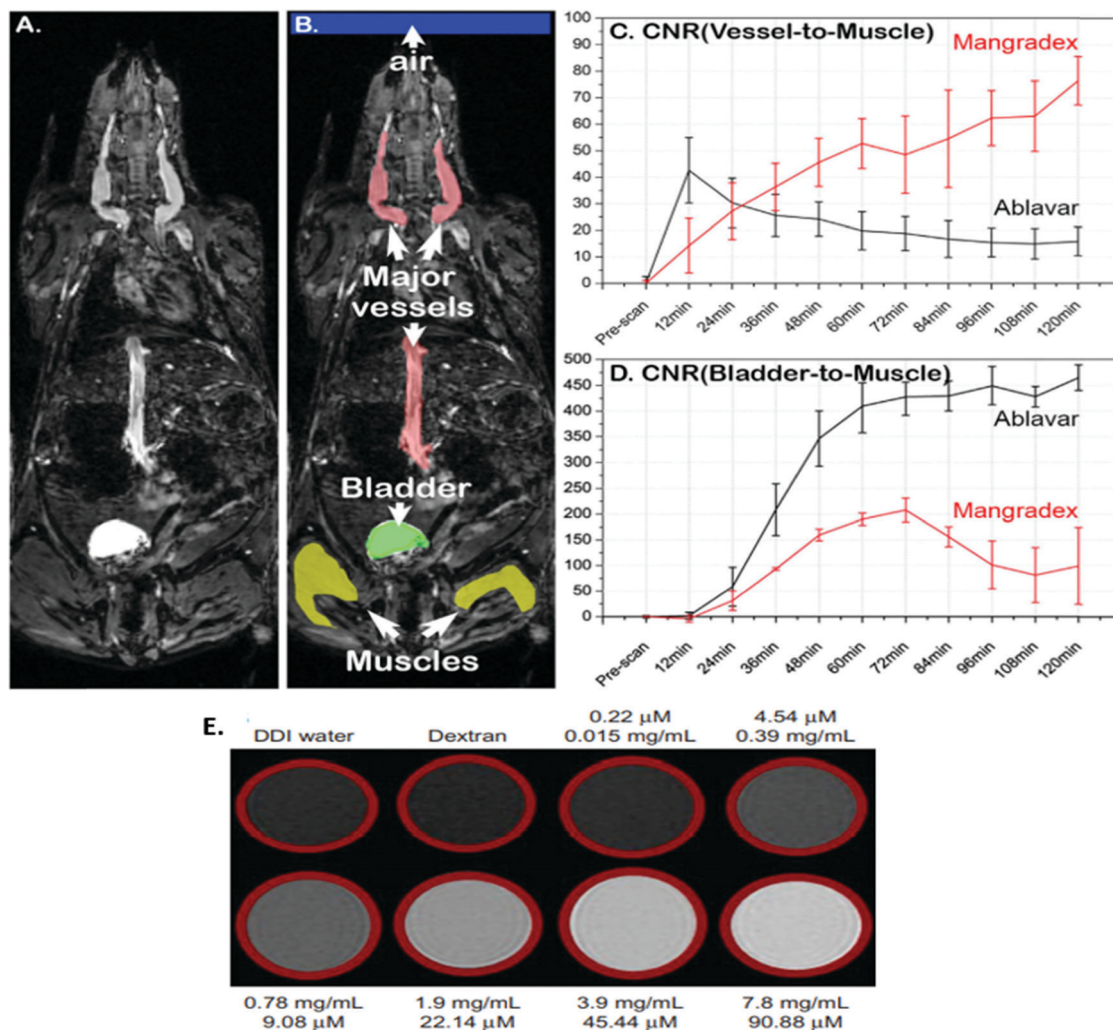 A.
B.
air
Major
vessels
Bladder
Muscles
C. CNR(Vessel-to-Muscle)
Mangradex
Ablavar
100
90
80
70
60
50
40
30
20
10
0
Pre-scan
12min
24min
36min
48min
60min
72min
84min
96min
108min
120min
D. CNR(Bladder-to-Muscle)
Ablavar
Mangradex
500
450
400
350
300
250
200
150
100
50
0
Pre-scan
12min
24min
36min
48min
60min
72min
84min
96min
108min
120min
E.
DDI water
Dextran
0.22 µM
0.015 mg/mL
4.54 µM
0.39 mg/mL
0.78 mg/mL
9.08 µM
1.9 mg/mL
22.14 µM
3.9 mg/mL
45.44 µM
7.8 mg/mL
90.88 µM